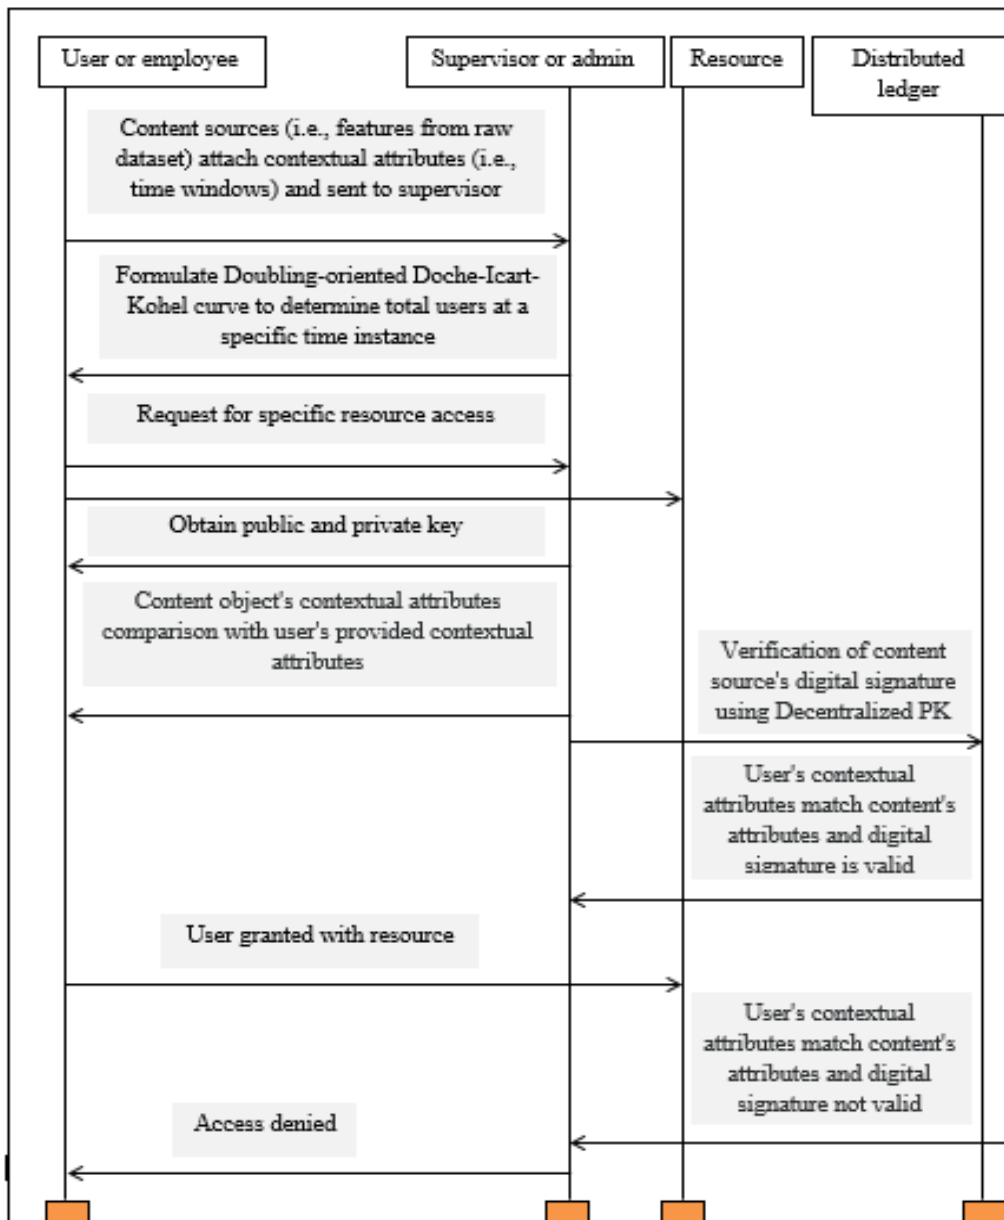 User or employee
Supervisor or admin
Resource
Distributed
ledger
Content sources (i.e., features from raw
dataset) attach contextual attributes (i.e.,
time windows) and sent to supervisor
Formulate Doubling-oriented Doche-Icart-
Kohel curve to determine total users at a
specific time instance
Request for specific resource access
Obtain public and private key
Content object's contextual attributes
comparison with user's provided contextual
attributes
Verification of content
source's digital signature
using Decentralized PK
User's contextual
attributes match content's
attributes and digital
signature is valid
User granted with resource
User's contextual
attributes match content's
attributes and digital
signature not valid
Access denied